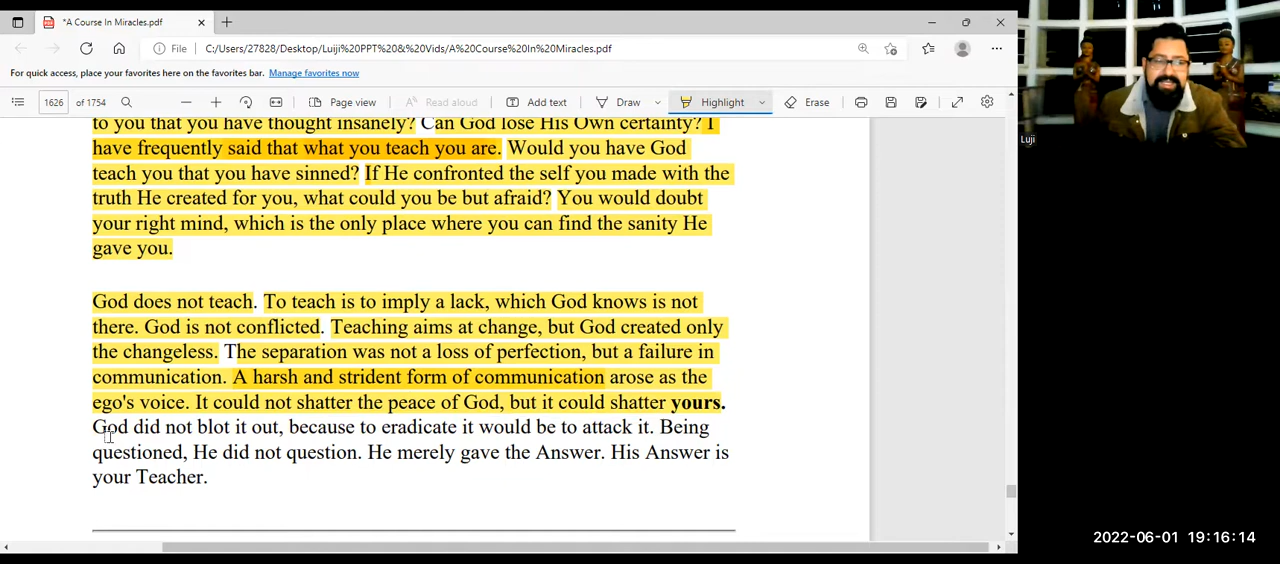 *A Course In Miracles.pdf
File
C:/Users/27828/Desktop/Luiji%20PPT%20&%20Vids/A%20Course%20In%20Miracles.pdf
For quick access, place your favorites here on the favorites bar. Manage favorites now
1626 of 1754
Page view
Read aloud
Add text
Draw
Highlight
Erase
to you that you have thought insanely? Can God lose His Own certainty? I
have frequently said that what you teach you are. Would you have God
teach you that you have sinned? If He confronted the self you made with the
truth He created for you, what could you be but afraid? You would doubt
your right mind, which is the only place where you can find the sanity He
gave you.
God does not teach. To teach is to imply a lack, which God knows is not
there. God is not conflicted. Teaching aims at change, but God created only
the changeless. The separation was not a loss of perfection, but a failure in
communication. A harsh and strident form of communication arose as the
ego's voice. It could not shatter the peace of God, but it could shatter yours.
God did not blot it out, because to eradicate it would be to attack it. Being
questioned, He did not question. He merely gave the Answer. His Answer is
your Teacher.
Luji
2022-06-01 19:16:14